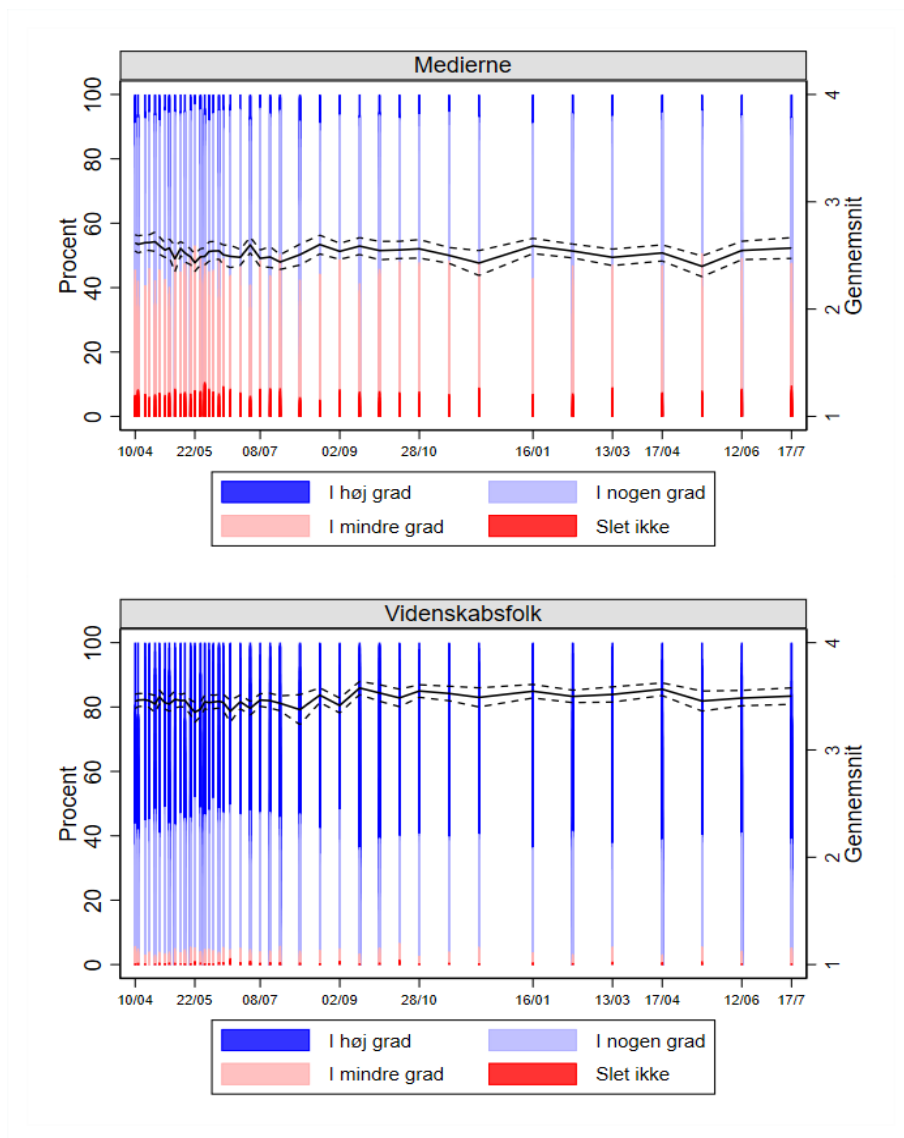 Medierne
100
80
60
40
20
0
Procent
4
3
2
1
Gennemsnit
10/04 22/05 08/07 02/09 28/10 16/01 13/03 17/04 12/06 17/7
I høj grad I nogen grad
I mindre grad Slet ikke
Videnskabsfolk
100
80
60
40
20
0
Procent
4
3
2
1
Gennemsnit
10/04 22/05 08/07 02/09 28/10 16/01 13/03 17/04 12/06 17/7
I høj grad I nogen grad
I mindre grad Slet ikke